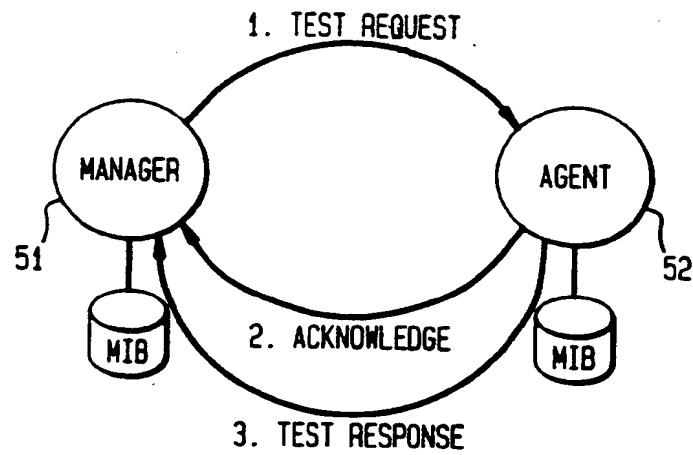 1. TEST REQUEST
MANAGER
AGENT
51
52
MIB
2. ACKNOWLEDGE
MIB
3. TEST RESPONSE